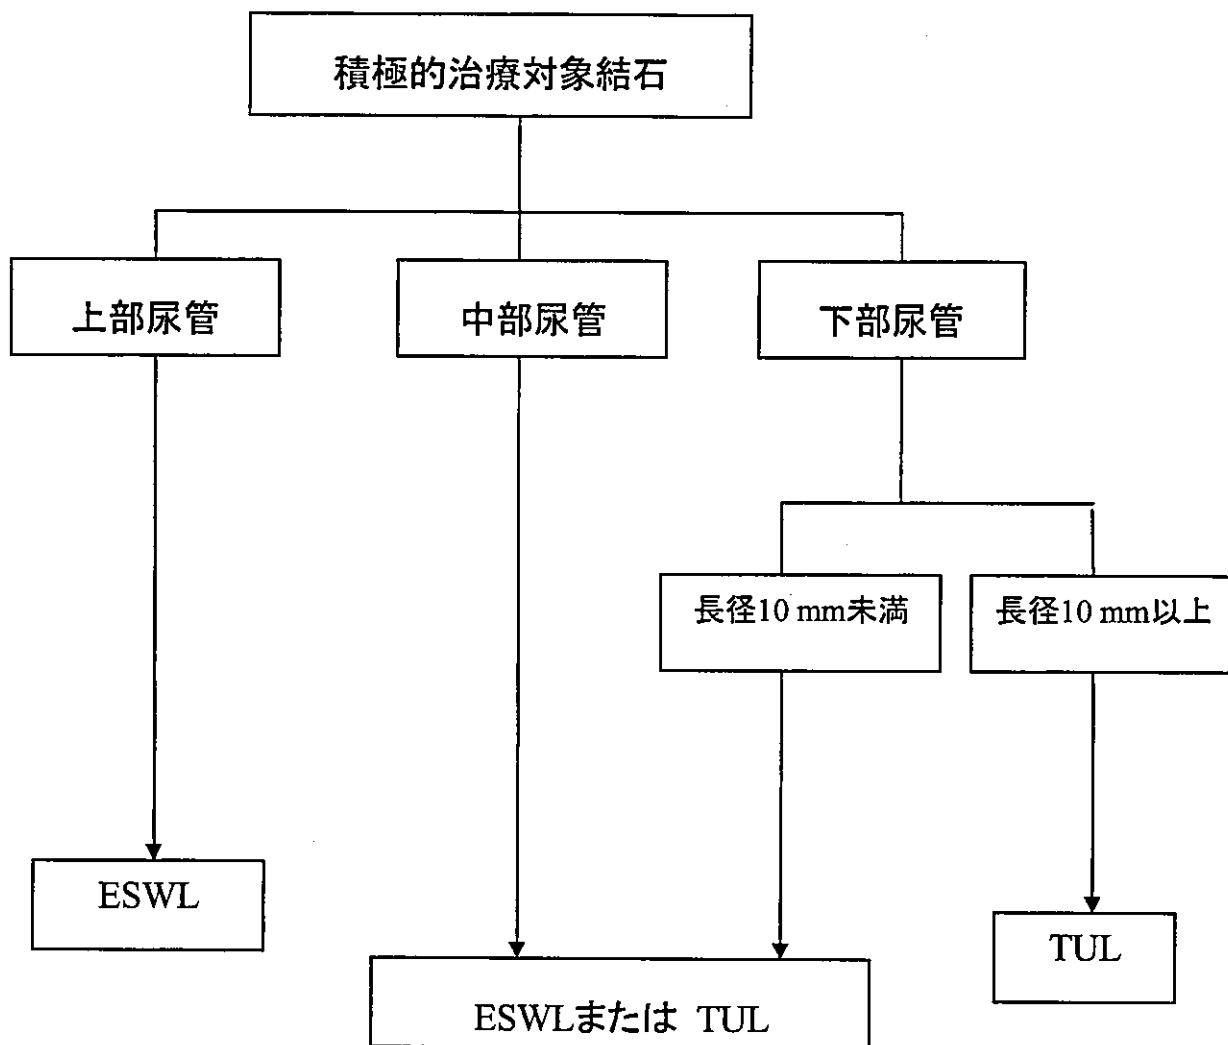 積極的治療対象結石
上部尿管
中部尿管
下部尿管
長径10 mm未満
長径10 mm以上
ESWL
TUL
ESWLまたは TUL